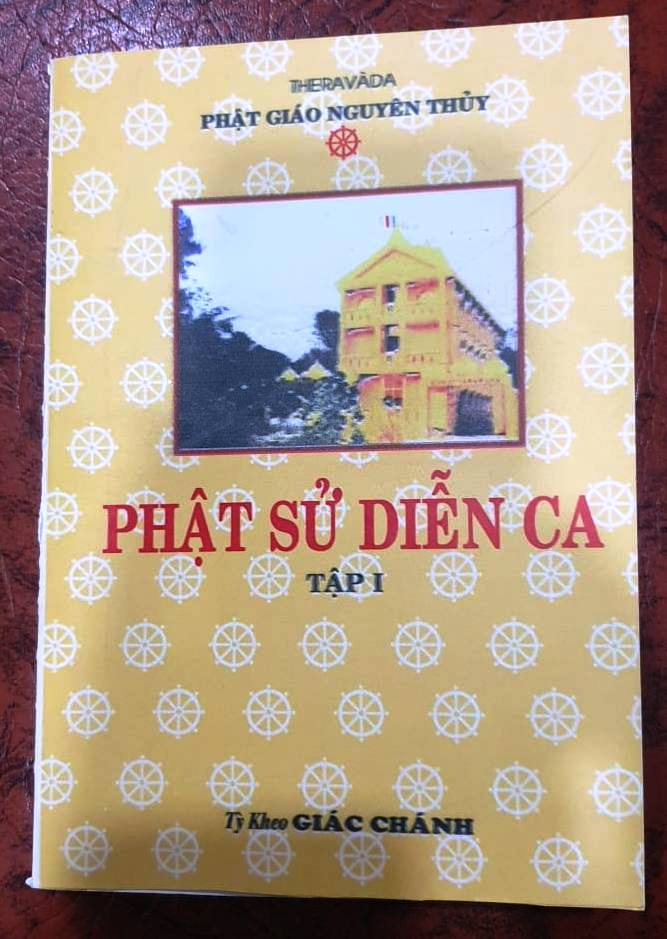 THERAVĀDA
PHẬT GIÁO NGUYÊN THỦY
PHẬT SỬ DIỄN CA
TẬP I
Tỳ Kheo GIÁC CHÁNH